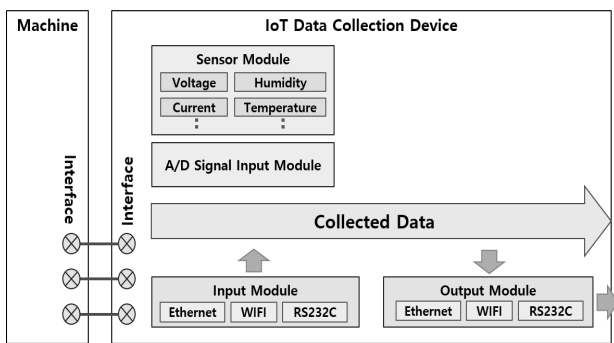 Machine
IoT Data Collection Device
Sensor Module
Voltage
Humidity
Current
Temperature
A/D Signal Input Module
Interface
Interface
Collected Data
Input Module
Ethernet
WIFI
RS232C
Output Module
Ethernet
WIFI
RS232C